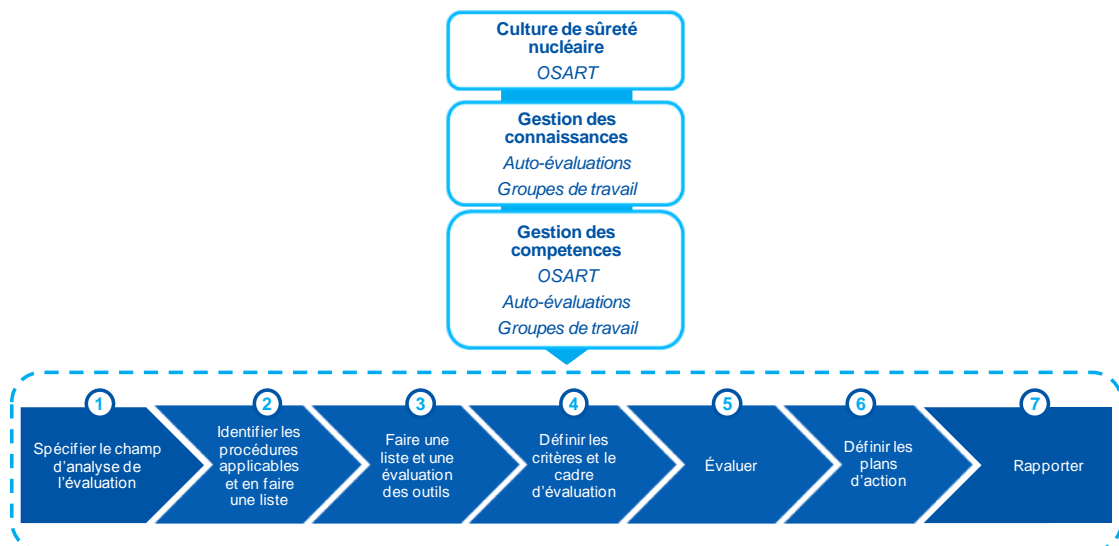 Culture de sûreté
nucléaire
OSART
Gestion des
connaissances
Auto-évaluations
Groupes de travail
Gestion des
competences
OSART
Auto-évaluations
Groupes de travail
1
Spécifier le champ
d'analyse de
l'évaluation
2
Identifier les
procédures
applicables
et en faire
une liste
3
Faire une
liste et une
évaluation
des outils
4
Définir les
critères et le
cadre
d'évaluation
5
Évaluer
6
Définir les
plans
d'action
7
Rapporter